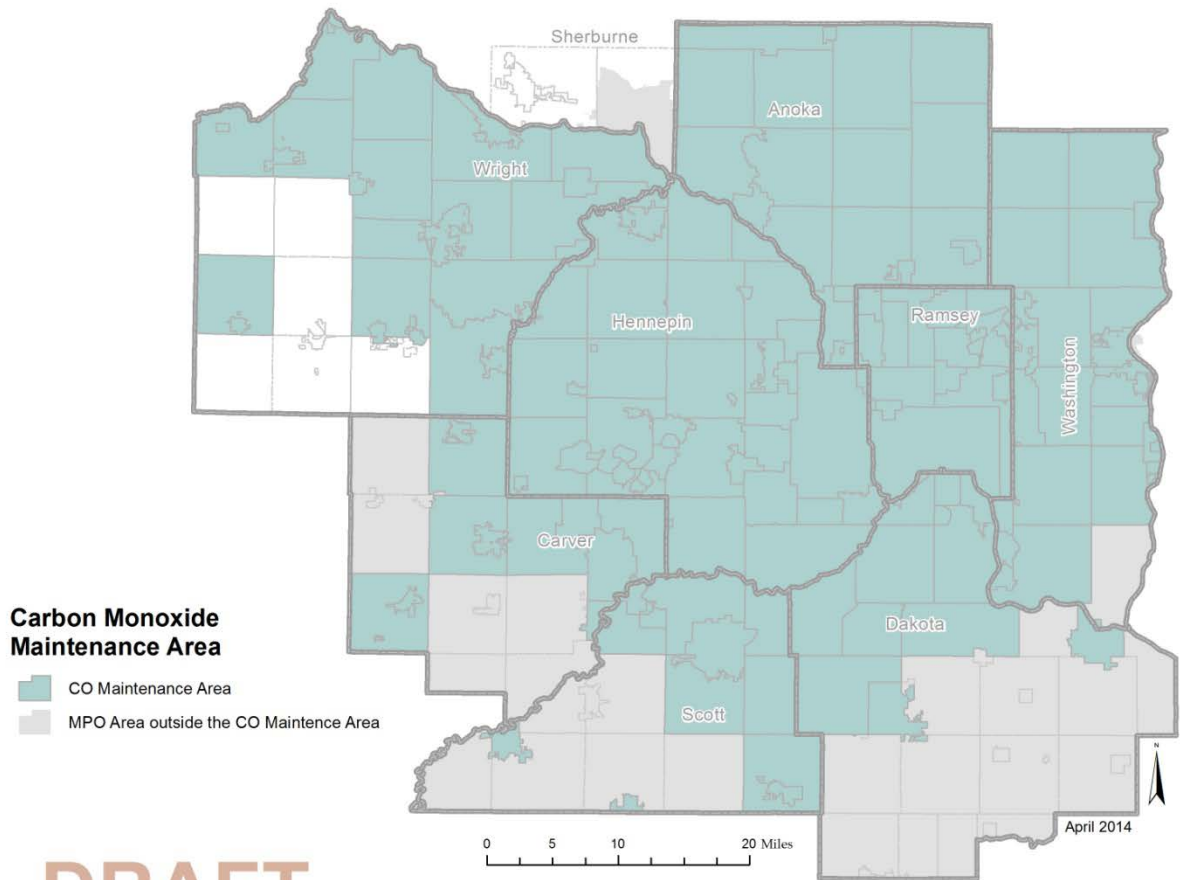 Sherburne
Anoka
Wright
Hennepin
Ramsey
Washington
Carver
Dakota
Scott
Carbon Monoxide
Maintenance Area
CO Maintenance Area
MPO Area outside the CO Maintence Area
N
April 2014
0 5 10 20 Miles
DRAFT